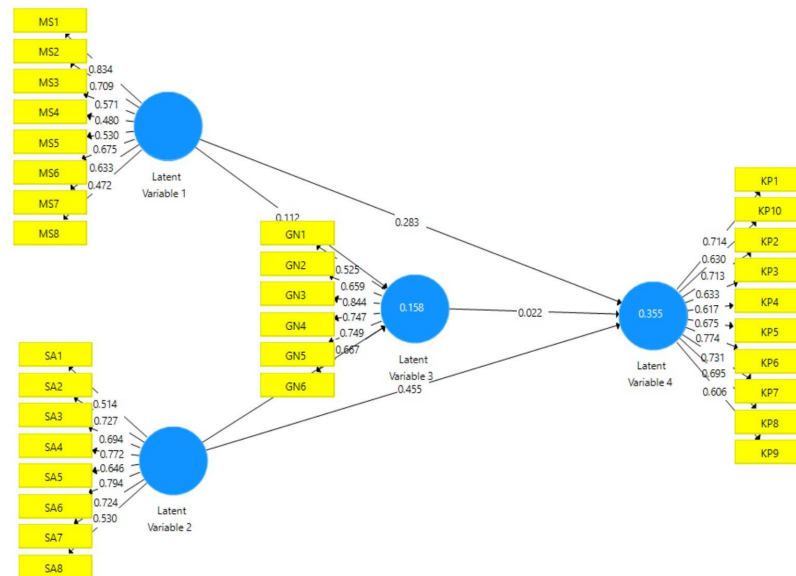 MS1
MS2
MS3
MS4
MS5
MS6
MS7
MS8
0.834
0.709
0.571
0.480
0.530
0.675
0.633
0.472
Latent
Variable 1
0.112
0.283
GN1
GN2
GN3
GN4
GN5
GN6
0.525
0.659
0.844
0.747
0.749
0.667
0.158
Latent
Variable 3
0.022
0.455
SA1
SA2
SA3
SA4
SA5
SA6
SA7
SA8
0.514
0.727
0.694
0.772
0.646
0.794
0.724
0.530
Latent
Variable 2
0.355
Latent
Variable 4
0.714
0.630
0.713
0.633
0.617
0.675
0.774
0.731
0.695
0.606
KP1
KP10
KP2
KP3
KP4
KP5
KP6
KP7
KP8
KP9